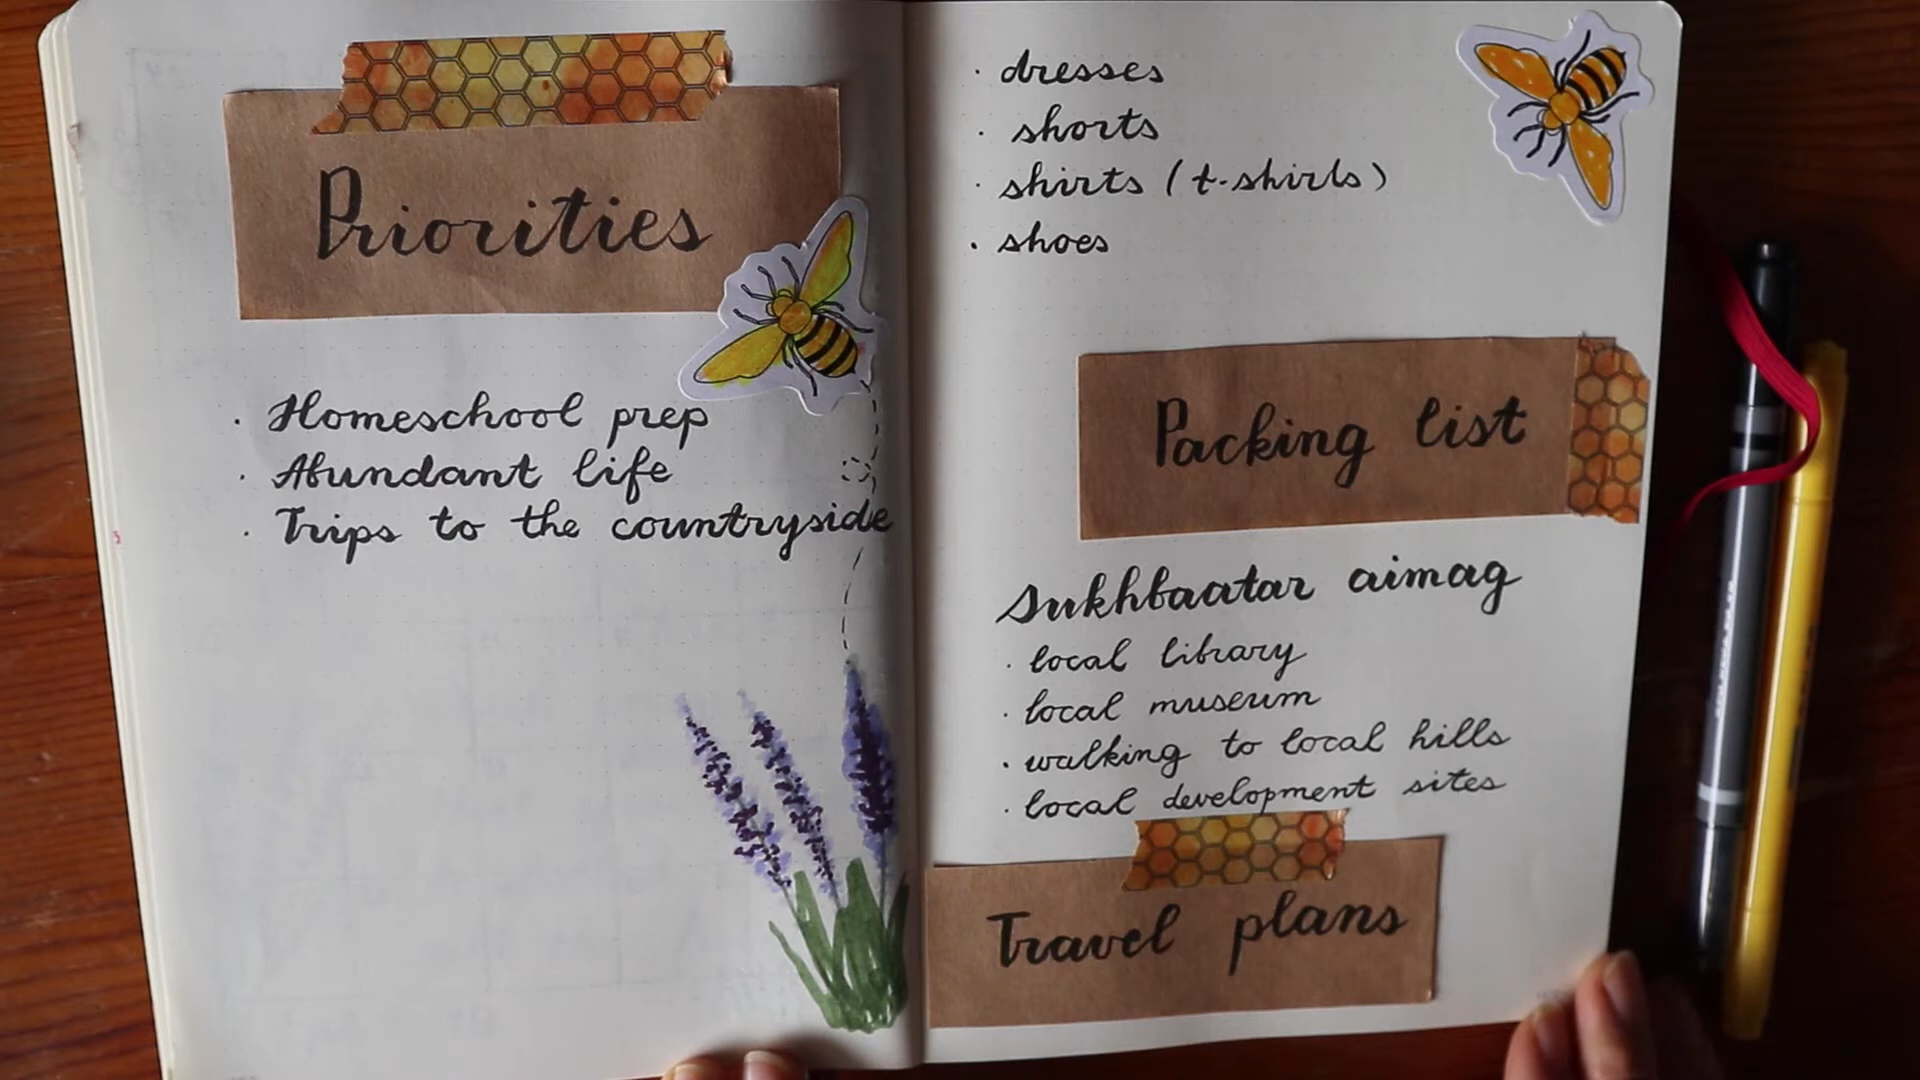 Priorities
· Homeschool prep
· Abundant life
· Trips to the countryside
· dresses
· shorts
· shirts (t-shirts)
· shoes
Packing list
Sukhbaatar aimag
· local library
· local museum
· walking to local hills
· local development sites
Travel plans